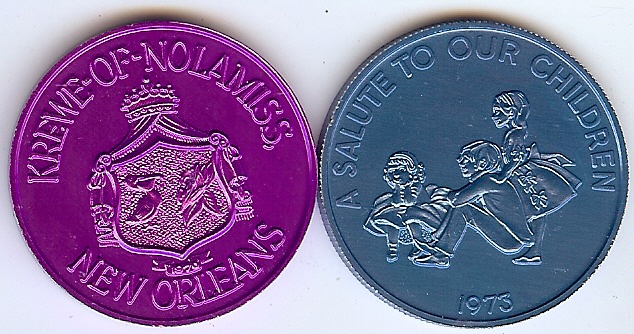 KREWE-OF-NOLAMISS
NEW ORLEANS
A SALUTE TO OUR CHILDREN
1973